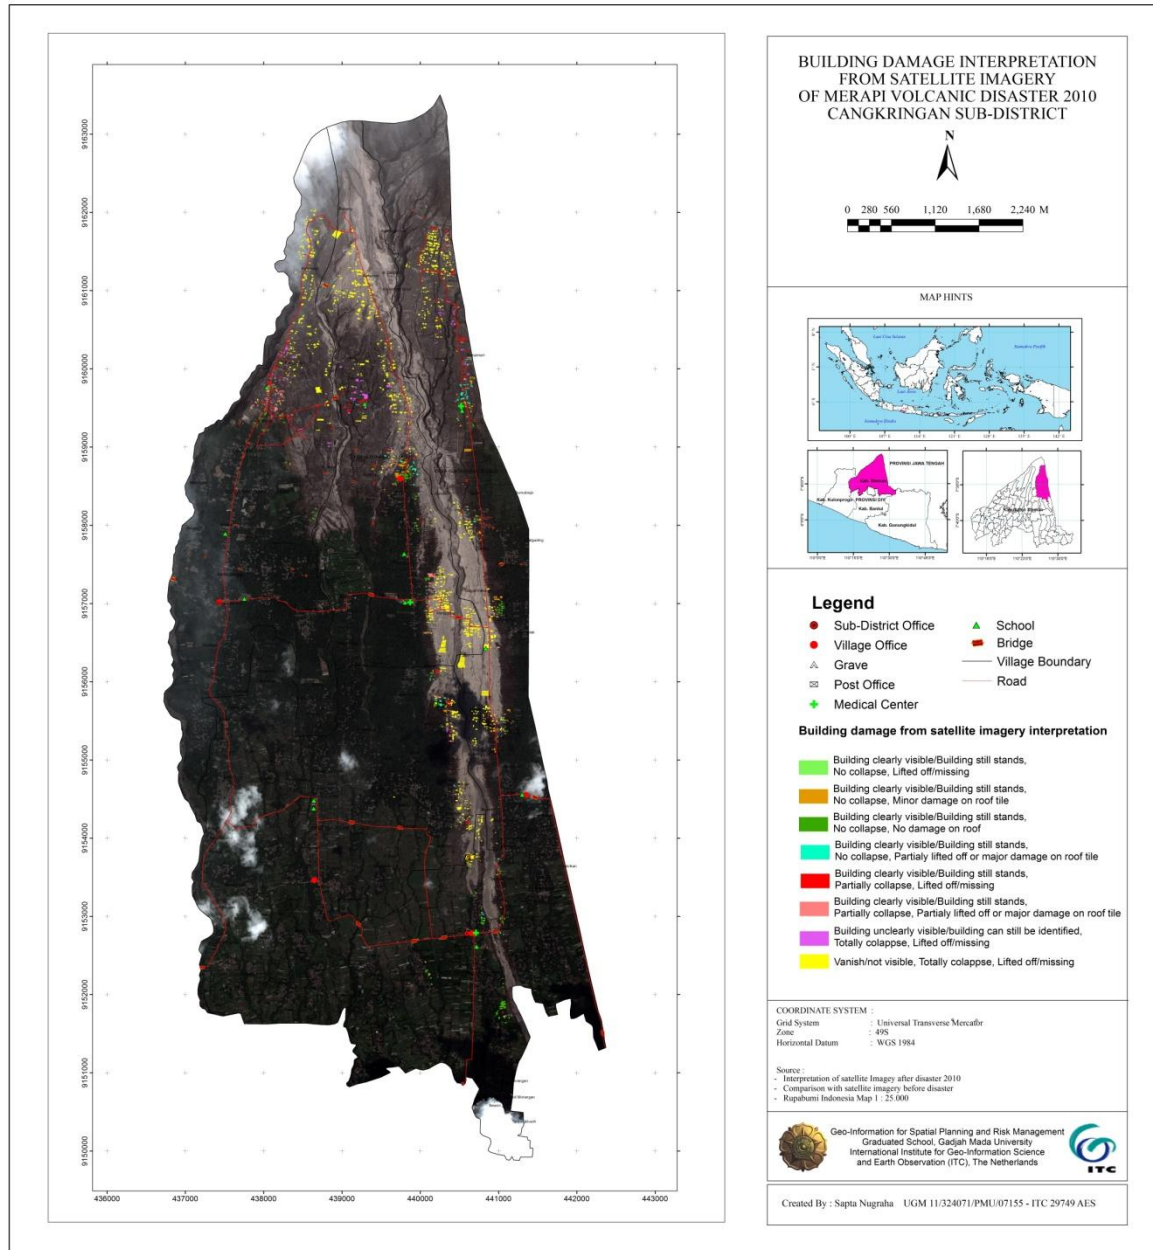 BUILDING DAMAGE INTERPRETATION
FROM SATELLITE IMAGERY
OF MERAPI VOLCANIC DISASTER 2010
CANGKRINGAN SUB-DISTRICT
N
0 280 560 1,120 1,680 2,240 M
MAP HINTS
PROVINSI JAWA TENGAH
Kab. Sleman
Kab. Kulonprogo PROVINSI DIY
Kab. Bantul
Kab. Gunungkidul
Legend
Sub-District Office
Village Office
Grave
Post Office
Medical Center
School
Bridge
Village Boundary
Road
Building damage from satellite imagery interpretation
Building clearly visible/Building still stands,
No collapse, Lifted off/missing
Building clearly visible/Building still stands,
No collapse, Minor damage on roof tile
Building clearly visible/Building still stands,
No collapse, No damage on roof
Building clearly visible/Building still stands,
No collapse, Partialy lifted off or major damage on roof tile
Building clearly visible/Building still stands,
Partially collapse, Lifted off/missing
Building clearly visible/Building still stands,
Partially collapse, Partialy lifted off or major damage on roof tile
Building unclearly visible/building can still be identified,
Totally colappse, Lifted off/missing
Vanish/not visible, Totally colappse, Lifted off/missing
COORDINATE SYSTEM :
Grid System : Universal Transverse Mercator
Zone : 49S
Horizontal Datum : WGS 1984
Source :
- Interpretation of satellite Imagey after disaster 2010
- Comparison with satellite imagery before disaster
- Rupabumi Indonesia Map 1 : 25.000
Geo-Information for Spatial Planning and Risk Management
Graduated School, Gadjah Mada University
International Institute for Geo-Information Science
and Earth Observation (ITC), The Netherlands
ITC
Created By : Sapta Nugraha UGM 11/324071/PMU/07155 - ITC 29749 AES
9163000
9162000
9161000
9160000
9159000
9158000
9157000
9156000
9155000
9154000
9153000
9152000
9151000
9150000
436000 437000 438000 439000 440000 441000 442000 443000